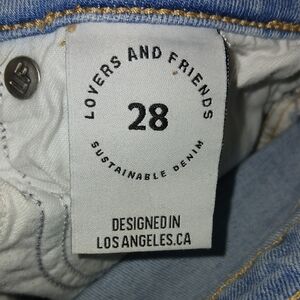 LOVERS AND FRIENDS
28
SUSTAINABLE DENIM
DESIGNED IN
LOS ANGELES.CA